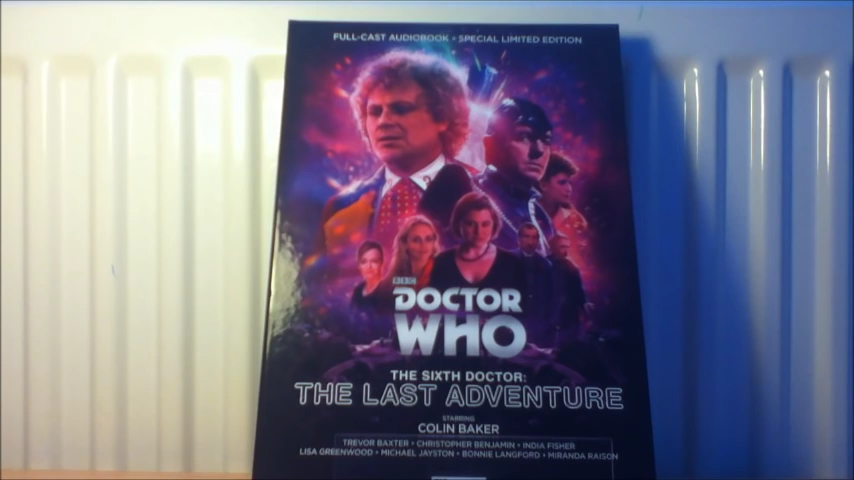 FULL-CAST AUDIOBOOK • SPECIAL LIMITED EDITION
BBC
DOCTOR
WHO
THE SIXTH DOCTOR:
THE LAST ADVENTURE
STARRING
COLIN BAKER
TREVOR BAXTER • CHRISTOPHER BENJAMIN • INDIA FISHER
LISA GREENWOOD • MICHAEL JAYSTON • BONNIE LANGFORD • MIRANDA RAISON